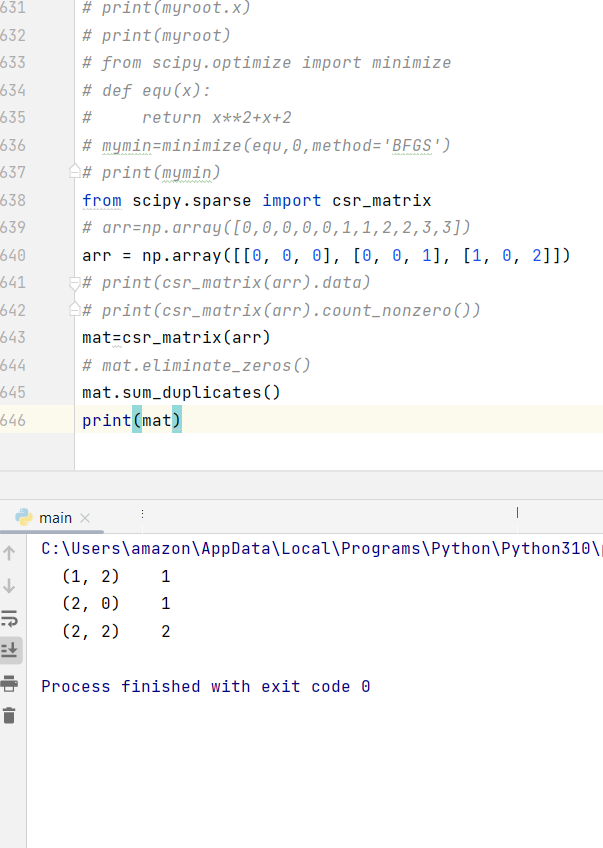 631 # print(myroot.x)
632 # print(myroot)
633 # from scipy.optimize import minimize
634 # def equ(x):
635 #     return x**2+x+2
636 # mymin=minimize(equ,0,method='BFGS')
637 # print(mymin)
638 from scipy.sparse import csr_matrix
639 # arr=np.array([0,0,0,0,0,1,1,2,2,3,3])
640 arr = np.array([[0, 0, 0], [0, 0, 1], [1, 0, 2]])
641 # print(csr_matrix(arr).data)
642 # print(csr_matrix(arr).count_nonzero())
643 mat=csr_matrix(arr)
644 # mat.eliminate_zeros()
645 mat.sum_duplicates()
646 print(mat)
main
C:\Users\amazon\AppData\Local\Programs\Python\Python310\
(1, 2)    1
(2, 0)    1
(2, 2)    2
Process finished with exit code 0